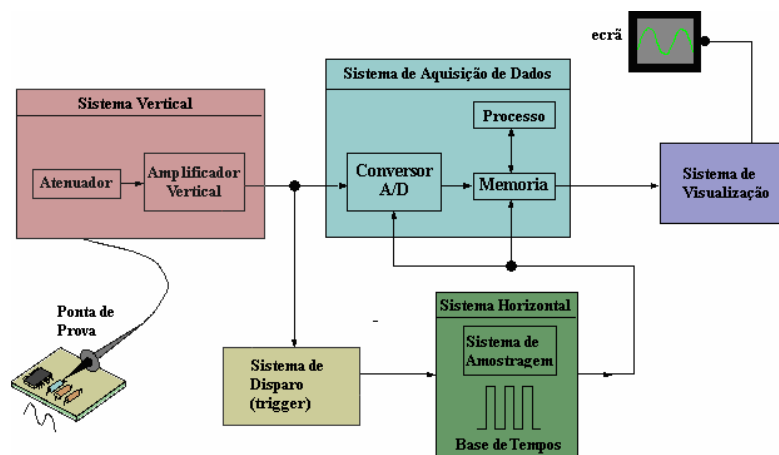 ecrã
Sistema de Aquisição de Dados
Sistema Vertical
Processo
Atenuador
Amplificador
Vertical
Conversor
A/D
Memoria
Sistema de
Visualização
Ponta de
Prova
Sistema de
Disparo
(trigger)
Sistema Horizontal
Sistema de
Amostragem
Base de Tempos